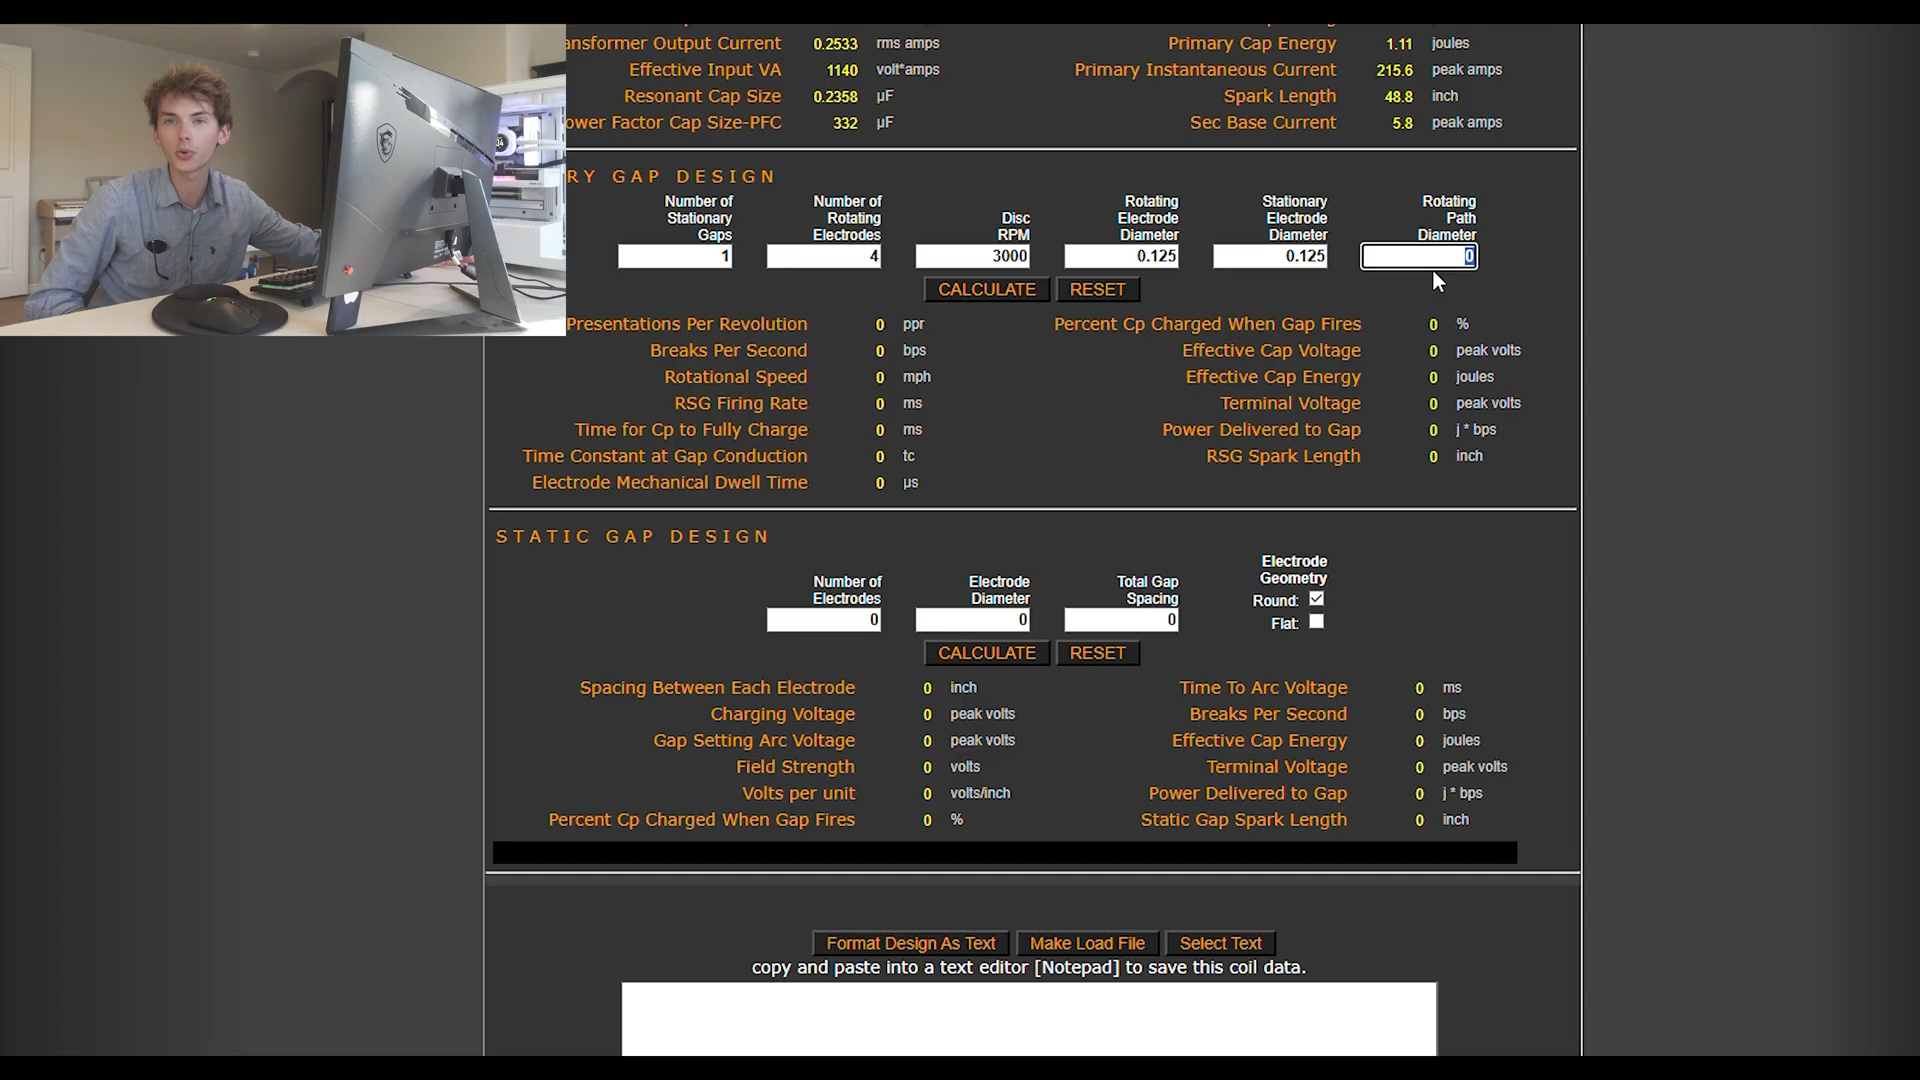 ansformer Output Current 0.2533 rms amps Primary Cap Energy 1.11 joules
Effective Input VA 1140 volt*amps Primary Instantaneous Current 215.6 peak amps
Resonant Cap Size 0.2358 µF Spark Length 48.8 inch
ower Factor Cap Size-PFC 332 µF Sec Base Current 5.8 peak amps
RY GAP DESIGN
Number of Stationary Gaps
1
Number of Rotating Electrodes
4
Disc RPM
3000
Rotating Electrode Diameter
0.125
Stationary Electrode Diameter
0.125
Rotating Path Diameter
0
CALCULATE RESET
Presentations Per Revolution 0 ppr Percent Cp Charged When Gap Fires 0 %
Breaks Per Second 0 bps Effective Cap Voltage 0 peak volts
Rotational Speed 0 mph Effective Cap Energy 0 joules
RSG Firing Rate 0 ms Terminal Voltage 0 peak volts
Time for Cp to Fully Charge 0 ms Power Delivered to Gap 0 j * bps
Time Constant at Gap Conduction 0 tc RSG Spark Length 0 inch
Electrode Mechanical Dwell Time 0 µs
STATIC GAP DESIGN
Number of Electrodes
0
Electrode Diameter
0
Total Gap Spacing
0
Electrode Geometry
Round:
Flat:
CALCULATE RESET
Spacing Between Each Electrode 0 inch Time To Arc Voltage 0 ms
Charging Voltage 0 peak volts Breaks Per Second 0 bps
Gap Setting Arc Voltage 0 peak volts Effective Cap Energy 0 joules
Field Strength 0 volts Terminal Voltage 0 peak volts
Volts per unit 0 volts/inch Power Delivered to Gap 0 j * bps
Percent Cp Charged When Gap Fires 0 % Static Gap Spark Length 0 inch
Format Design As Text Make Load File Select Text
copy and paste into a text editor [Notepad] to save this coil data.